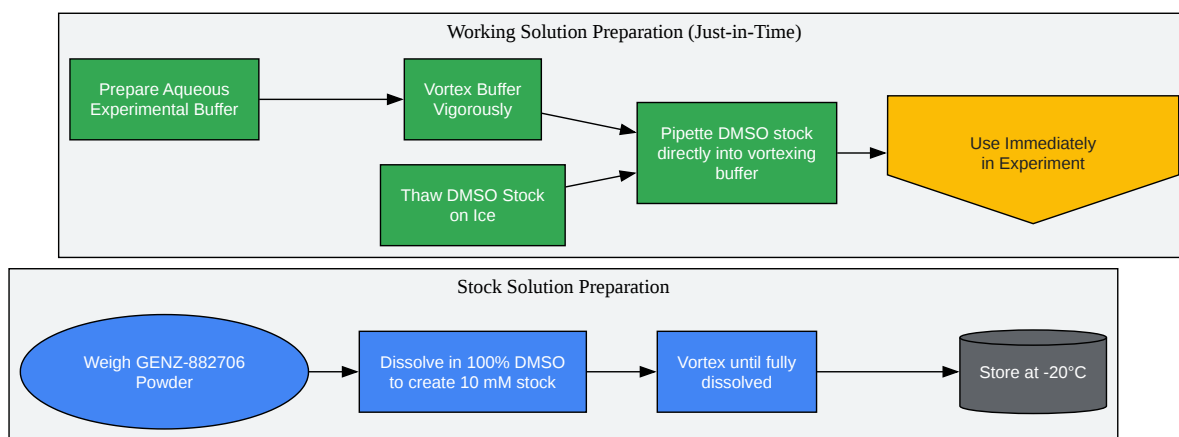 Working Solution Preparation (Just-in-Time)
Prepare Aqueous
Experimental Buffer
Vortex Buffer
Vigorously
Thaw DMSO Stock
on Ice
Pipette DMSO stock
directly into vortexing
buffer
Use Immediately
in Experiment
Stock Solution Preparation
Weigh GENZ-882706
Powder
Dissolve in 100% DMSO
to create 10 mM stock
Vortex until fully
dissolved
Store at -20°C